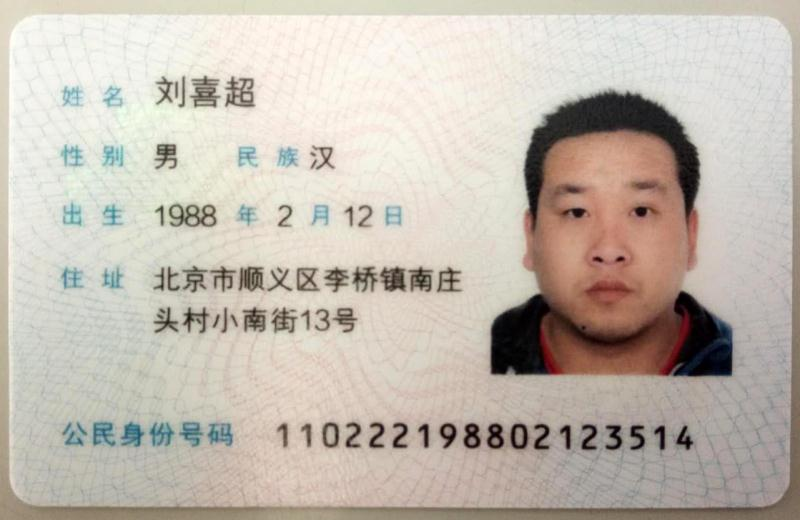 姓名 刘喜超
性别 男 民族 汉
出生 1988 年 2 月 12 日
住址 北京市顺义区李桥镇南庄
头村小南街13号
公民身份号码 110222198802123514